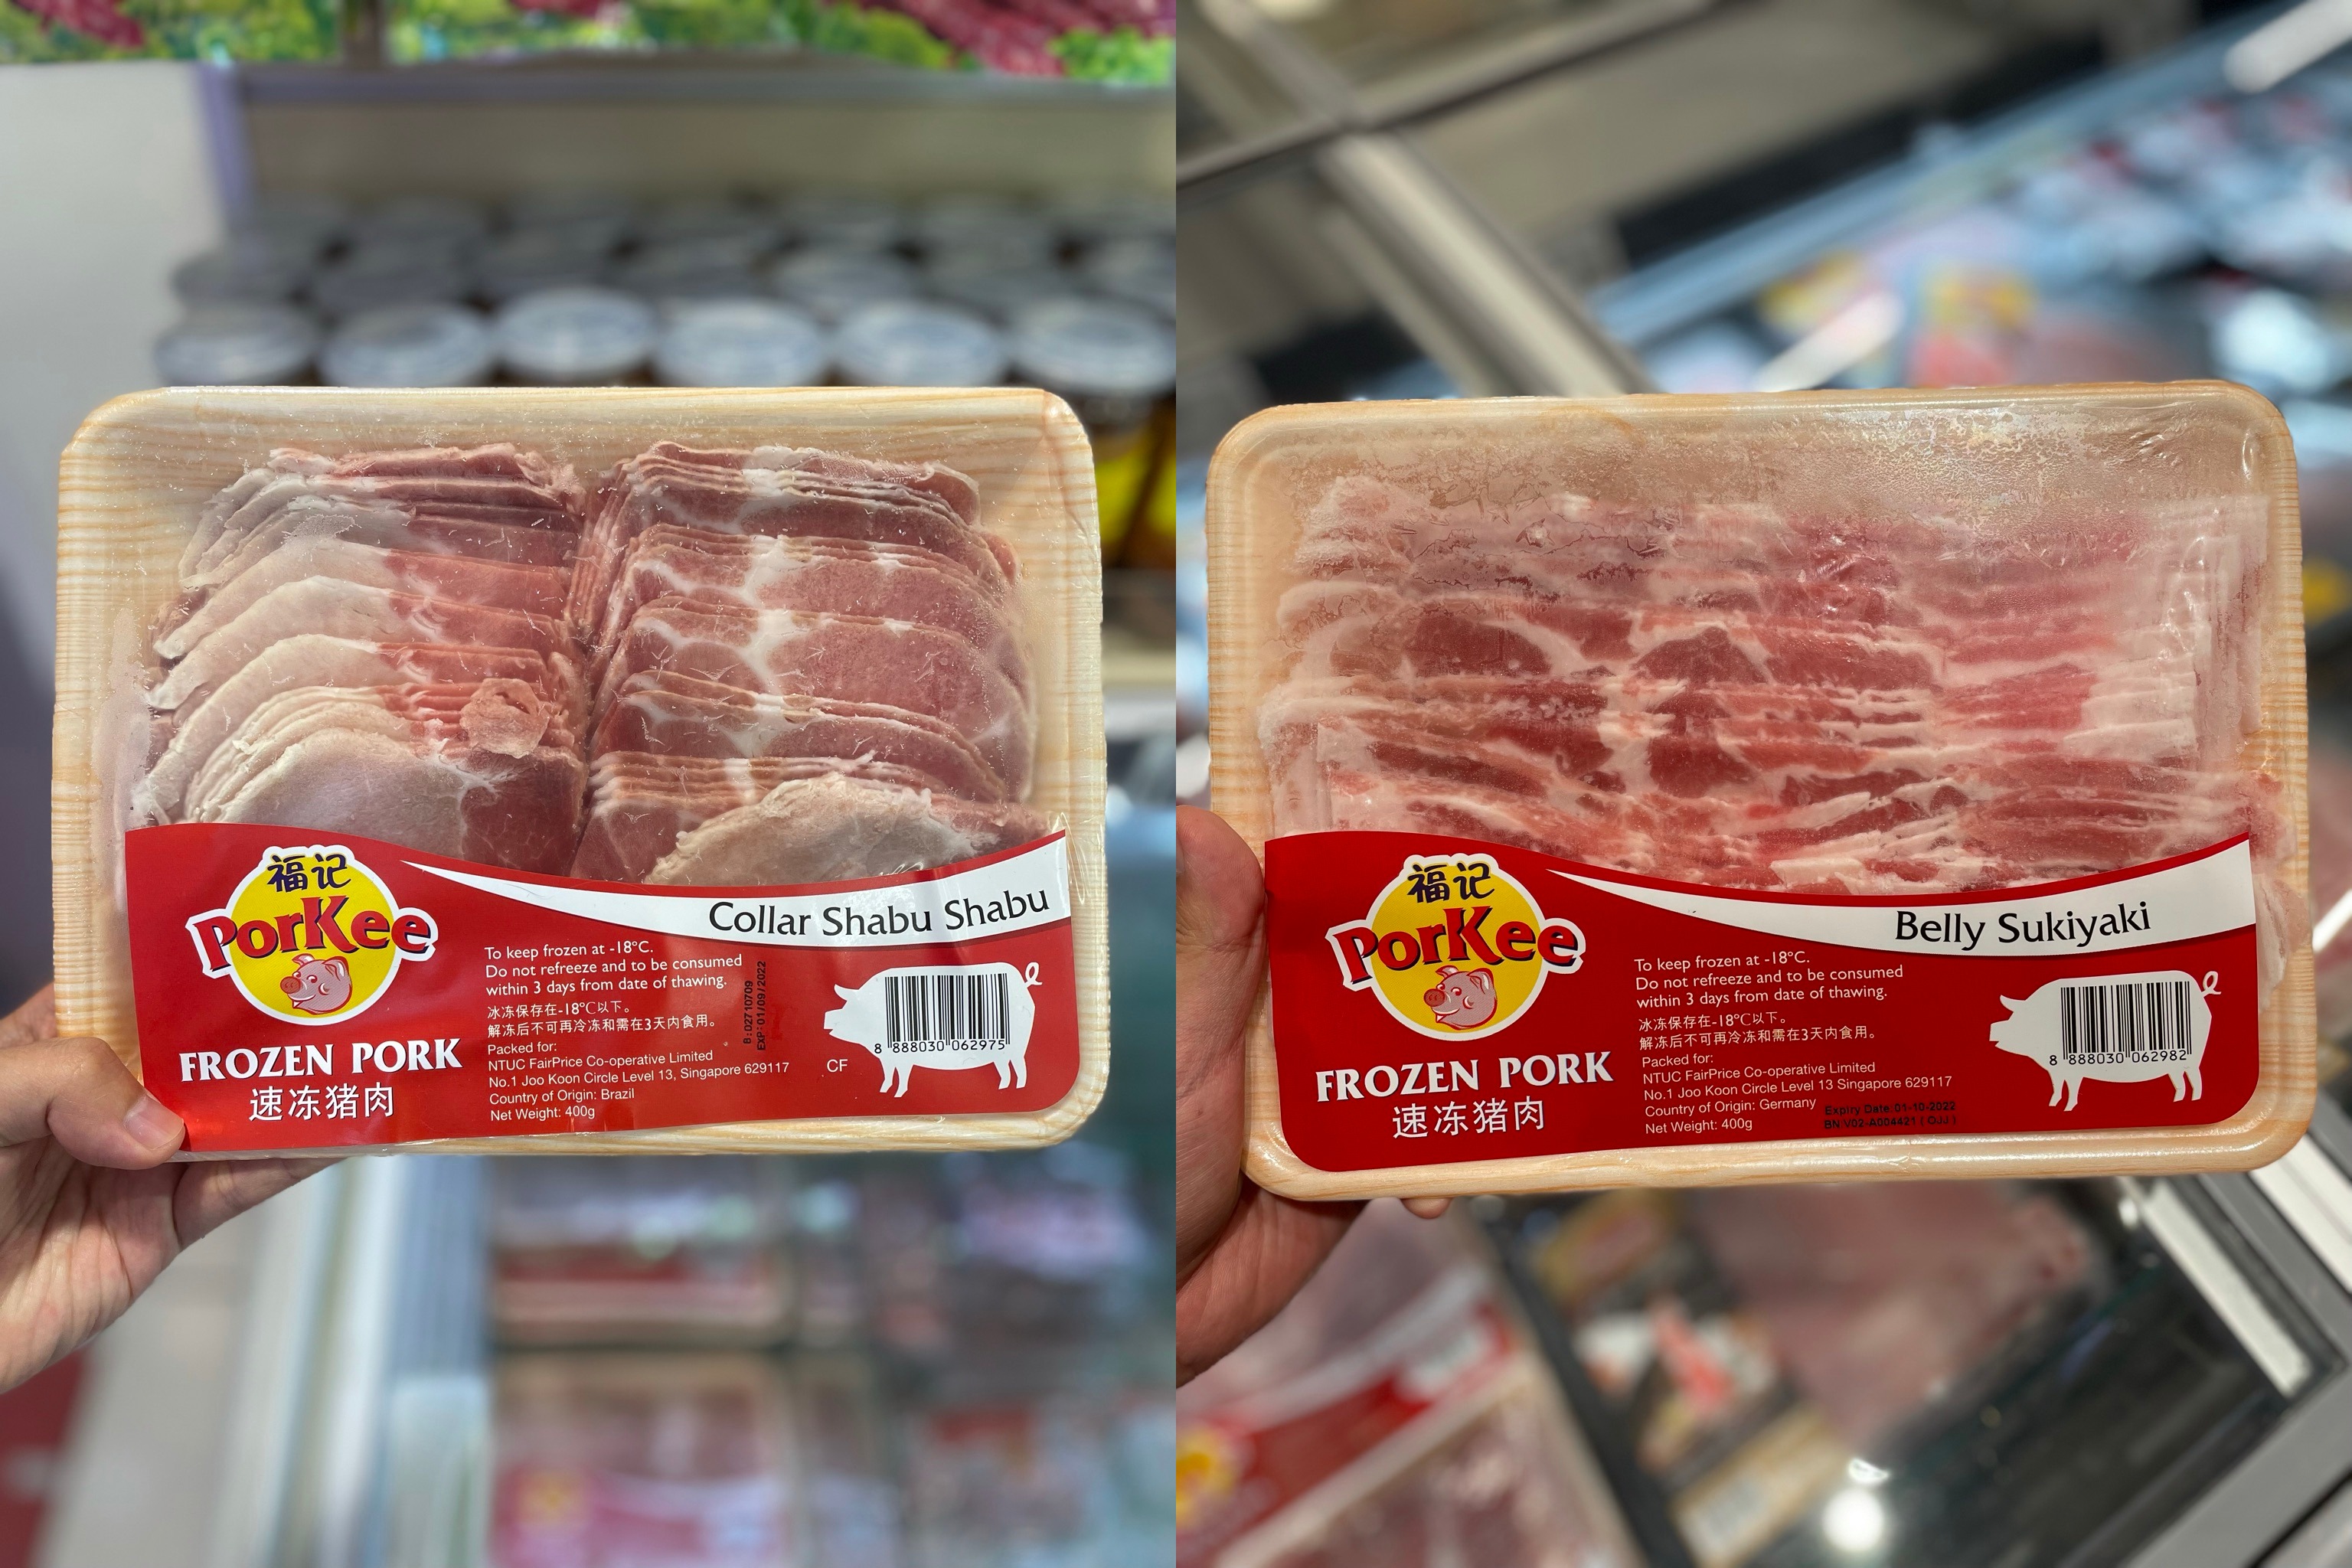 福记
PorKee
FROZEN PORK
速冻猪肉
Collar Shabu Shabu
To keep frozen at -18°C.
Do not refreeze and to be consumed
within 3 days from date of thawing.
冰冻保存在-18℃以下。
解冻后不可再冷冻和需在3天内食用。
Packed for:
NTUC FairPrice Co-operative Limited
No.1 Joo Koon Circle Level 13, Singapore 629117
Country of Origin: Brazil
Net Weight: 400g
B:02710709
EXP:01/09/2022
CF
8 888030 062975
福记
PorKee
FROZEN PORK
速冻猪肉
Belly Sukiyaki
To keep frozen at -18°C.
Do not refreeze and to be consumed
within 3 days from date of thawing.
冰冻保存在-18℃以下。
解冻后不可再冷冻和需在3天内食用。
Packed for:
NTUC FairPrice Co-operative Limited
No.1 Joo Koon Circle Level 13 Singapore 629117
Country of Origin: Germany
Net Weight: 400g
Expiry Date:01-10-2022
BN:V02-A004421 ( OJJ )
8 888030 062982